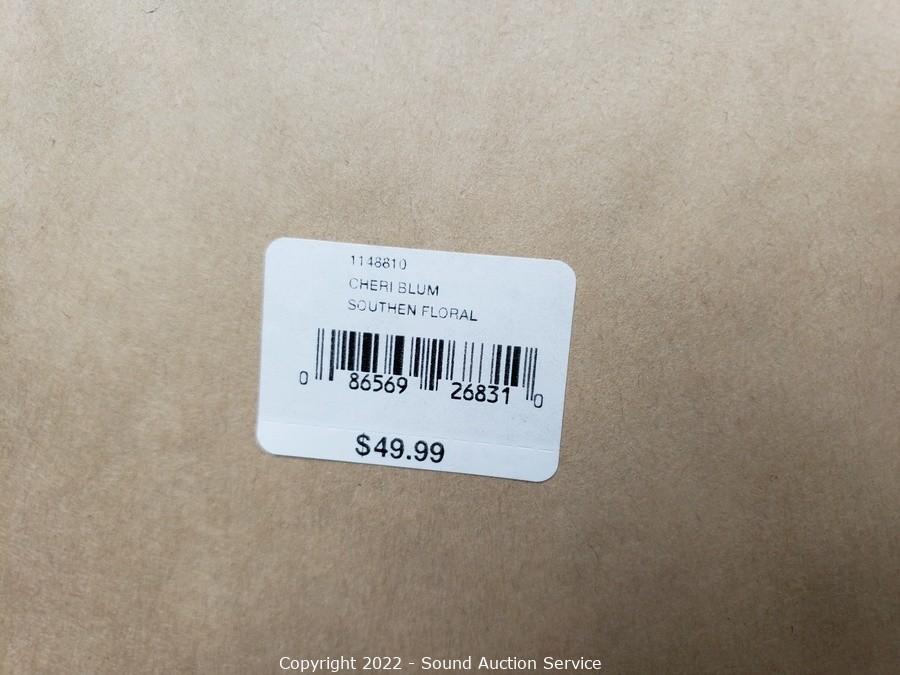 1148810
CHERI BLUM
SOUTHEN FLORAL
0 86569 26831 0
$49.99
Copyright 2022 - Sound Auction Service